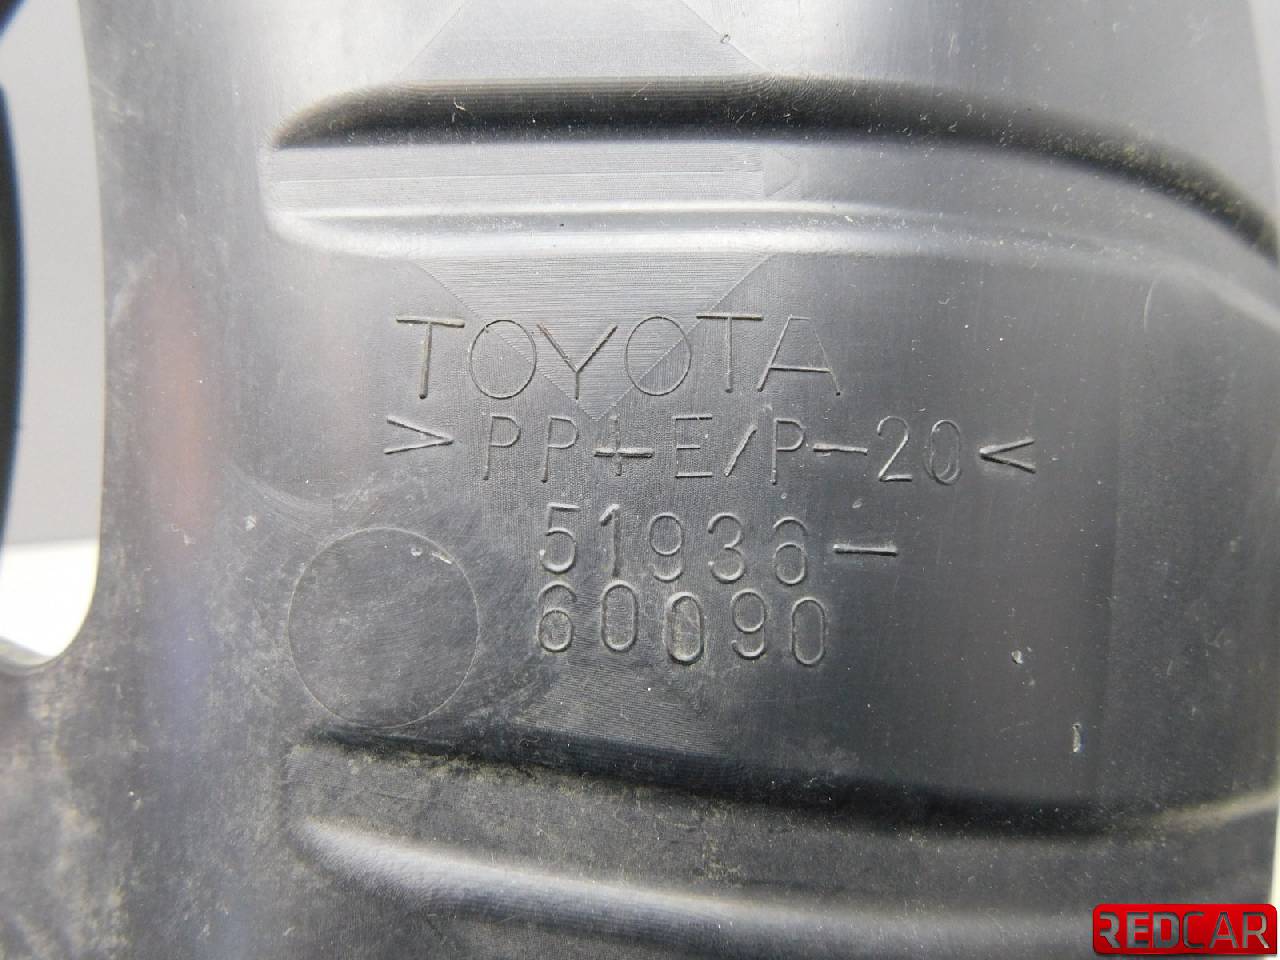 TOYOTA
>PP+E/P-20<
51936-
60090
REDCAR